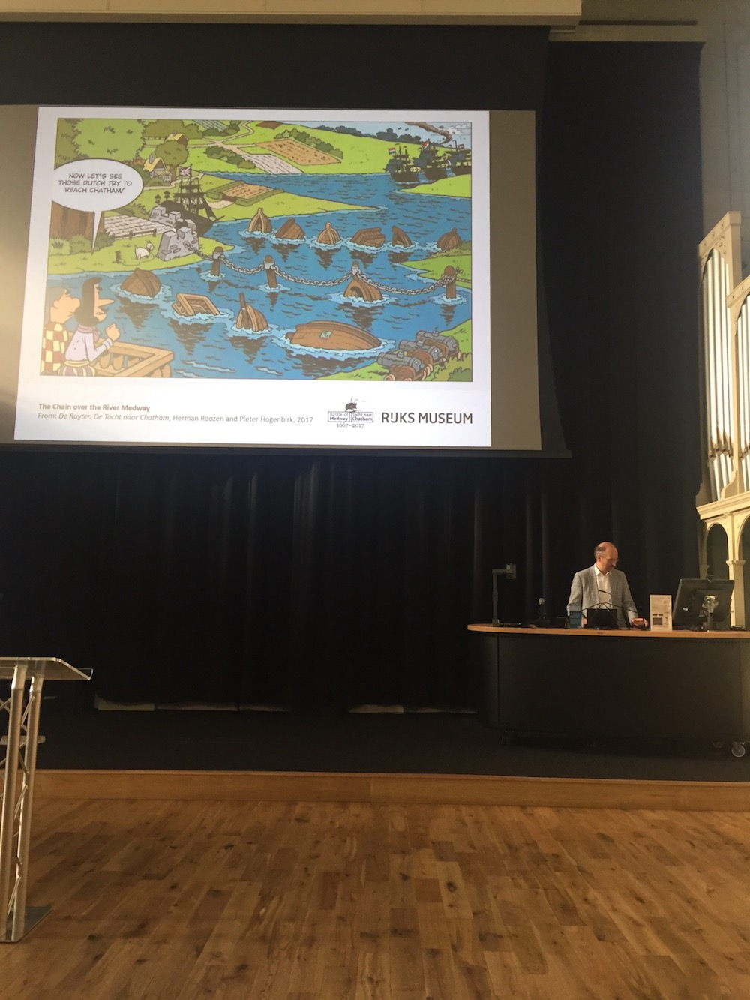 NOW LET'S SEE
THOSE DUTCH TRY TO
REACH CHATHAM!
The Chain over the River Medway
From: De Ruyter. De Tocht naar Chatham, Herman Roozen and Pieter Hogenbirk, 2017
Battle of Medway
Tocht naar Chatham
1667-2017
RIJKS MUSEUM